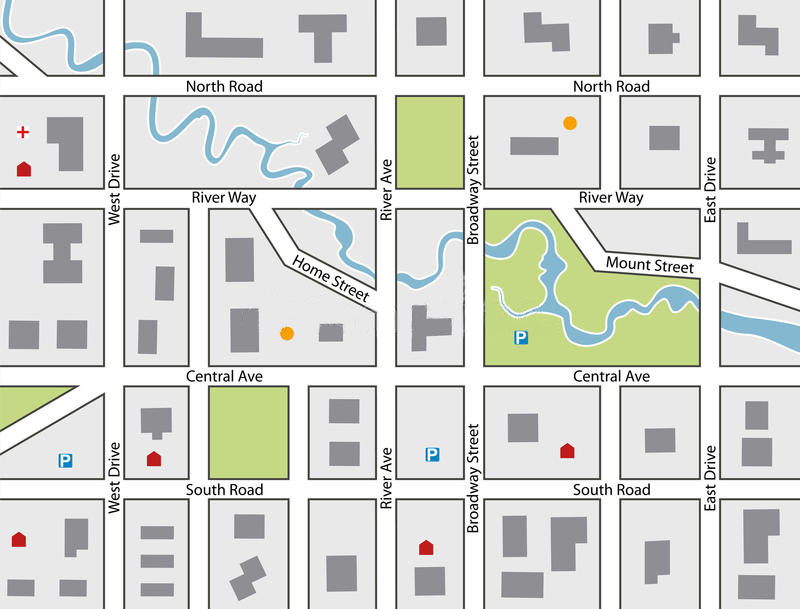 North Road
North Road
West Drive
River Ave
Broadway Street
East Drive
River Way
River Way
Home Street
Mount Street
P
Central Ave
Central Ave
West Drive
River Ave
Broadway Street
East Drive
P
P
South Road
South Road